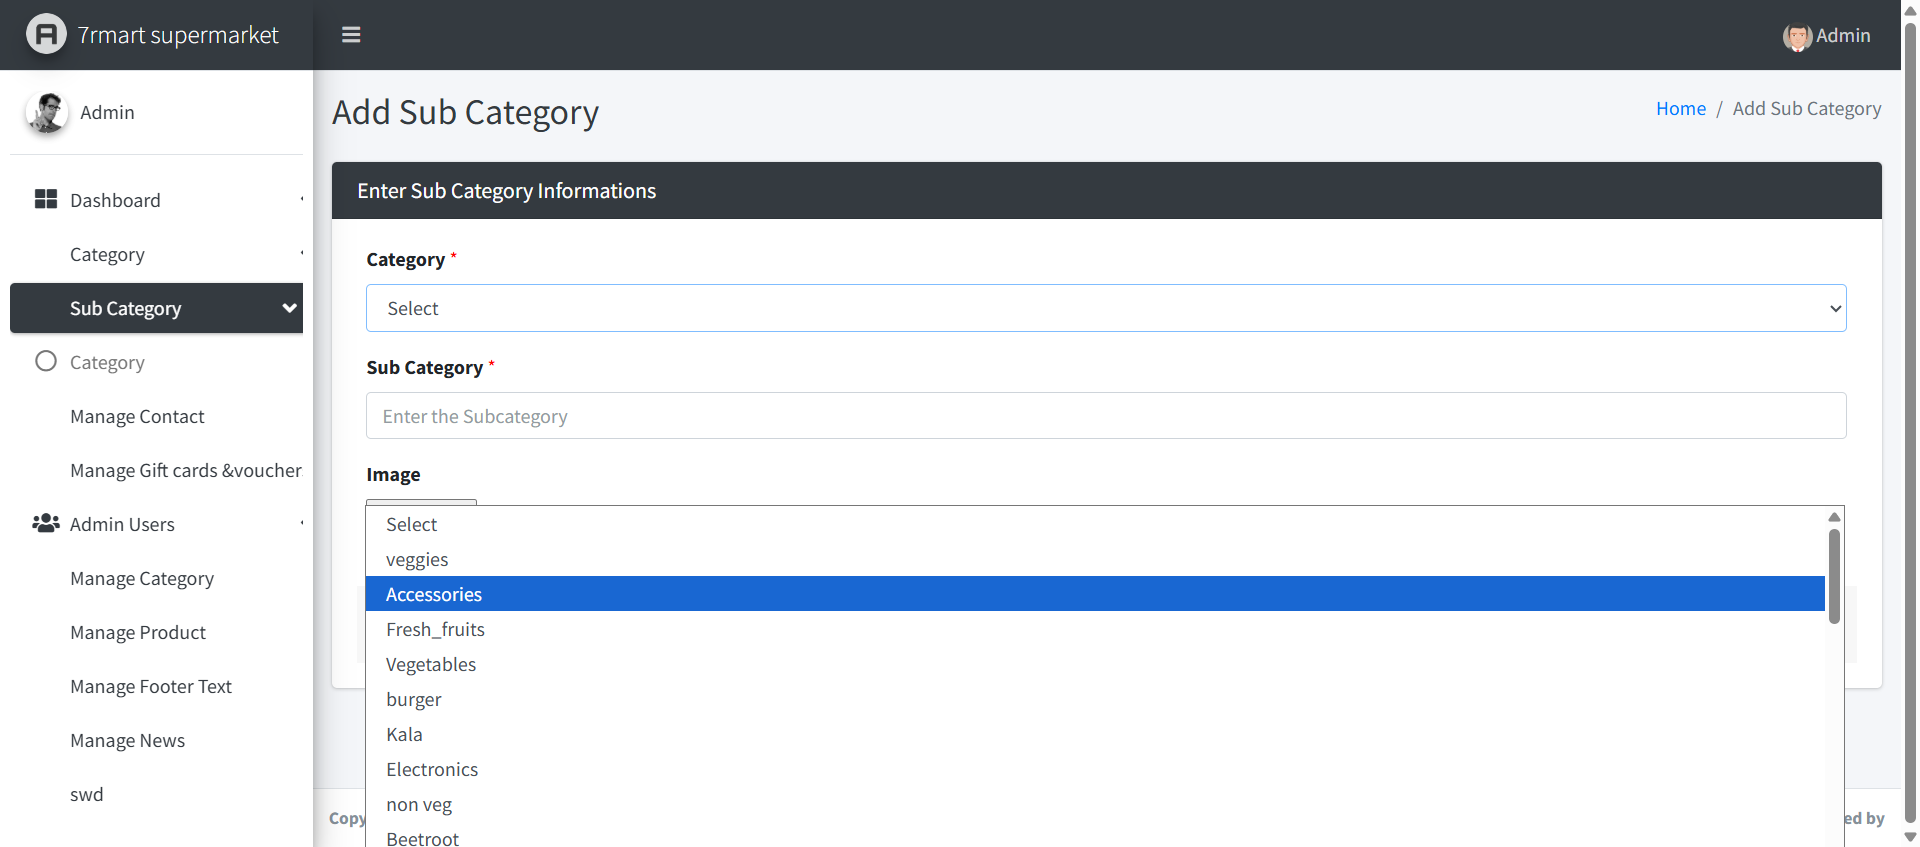 7rmart supermarket
Admin
Admin
Add Sub Category
Home / Add Sub Category
Dashboard
Category
Sub Category
Category
Manage Contact
Manage Gift cards &voucher
Admin Users
Manage Category
Manage Product
Manage Footer Text
Manage News
swd
Enter Sub Category Informations
Category *
Select
Sub Category *
Enter the Subcategory
Image
Select
veggies
Accessories
Fresh_fruits
Vegetables
burger
Kala
Electronics
non veg
Beetroot
Copy
ed by